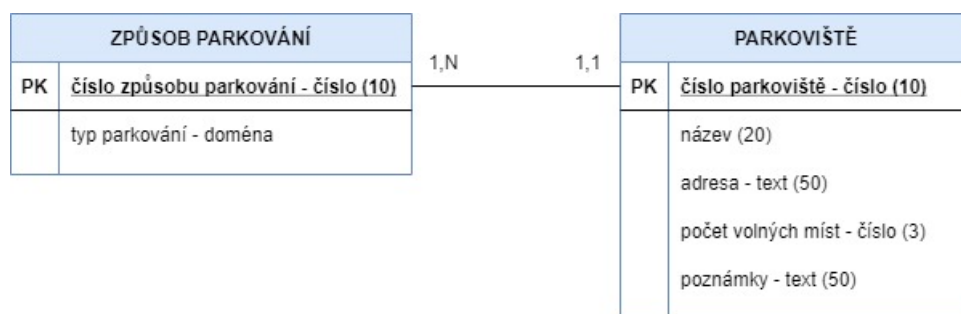 ZPŮSOB PARKOVÁNÍ
PK číslo způsobu parkování - číslo (10)
typ parkování - doména
1,N 1,1
PARKOVIŠTĚ
PK číslo parkoviště - číslo (10)
název (20)
adresa - text (50)
počet volných míst - číslo (3)
poznámky - text (50)